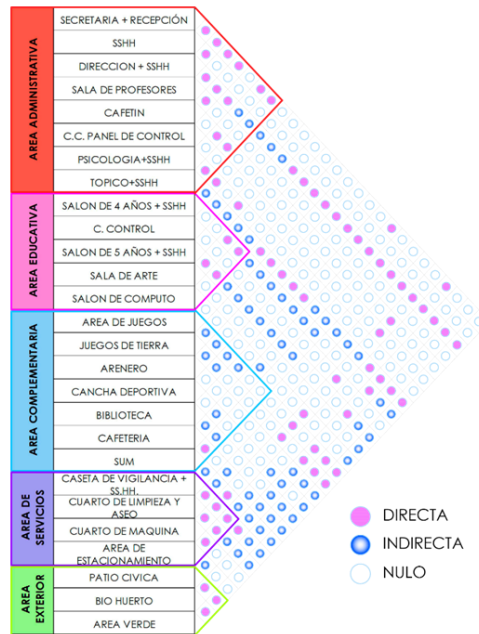 AREA ADMINISTRATIVA
SECRETARIA + RECEPCIÓN
SSHH
DIRECCION + SSHH
SALA DE PROFESORES
CAFETIN
C.C. PANEL DE CONTROL
PSICOLOGIA+SSHH
TOPICO+SSHH
AREA EDUCATIVA
SALON DE 4 AÑOS + SSHH
C. CONTROL
SALON DE 5 AÑOS + SSHH
SALA DE ARTE
SALON DE COMPUTO
AREA COMPLEMENTARIA
AREA DE JUEGOS
JUEGOS DE TIERRA
ARENERO
CANCHA DEPORTIVA
BIBLIOTECA
CAFETERIA
SUM
AREA DE
SERVICIOS
CASETA DE VIGILANCIA +
SS.HH.
CUARTO DE LIMPIEZA Y
ASEO
CUARTO DE MAQUINA
AREA DE
ESTACIONAMIENTO
AREA
EXTERIOR
PATIO CIVICA
BIO HUERTO
AREA VERDE
DIRECTA
INDIRECTA
NULO